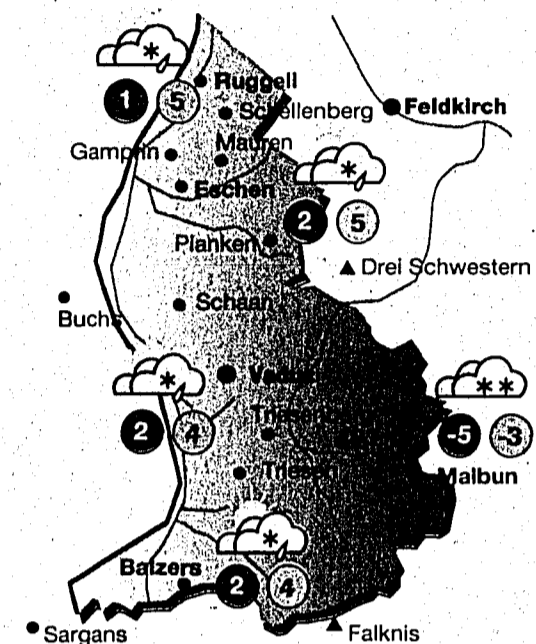 Ruggell
1 5
Schellenberg
Feldkirch
Mauren
Gamprin
Eschen
2 5
Planken
Drei Schwestern
Buchs
Schaan
Vaduz
2 4
Triesenberg
-5 -3
Triesen
Malbun
Balzers
2 4
Sargans
Falknis